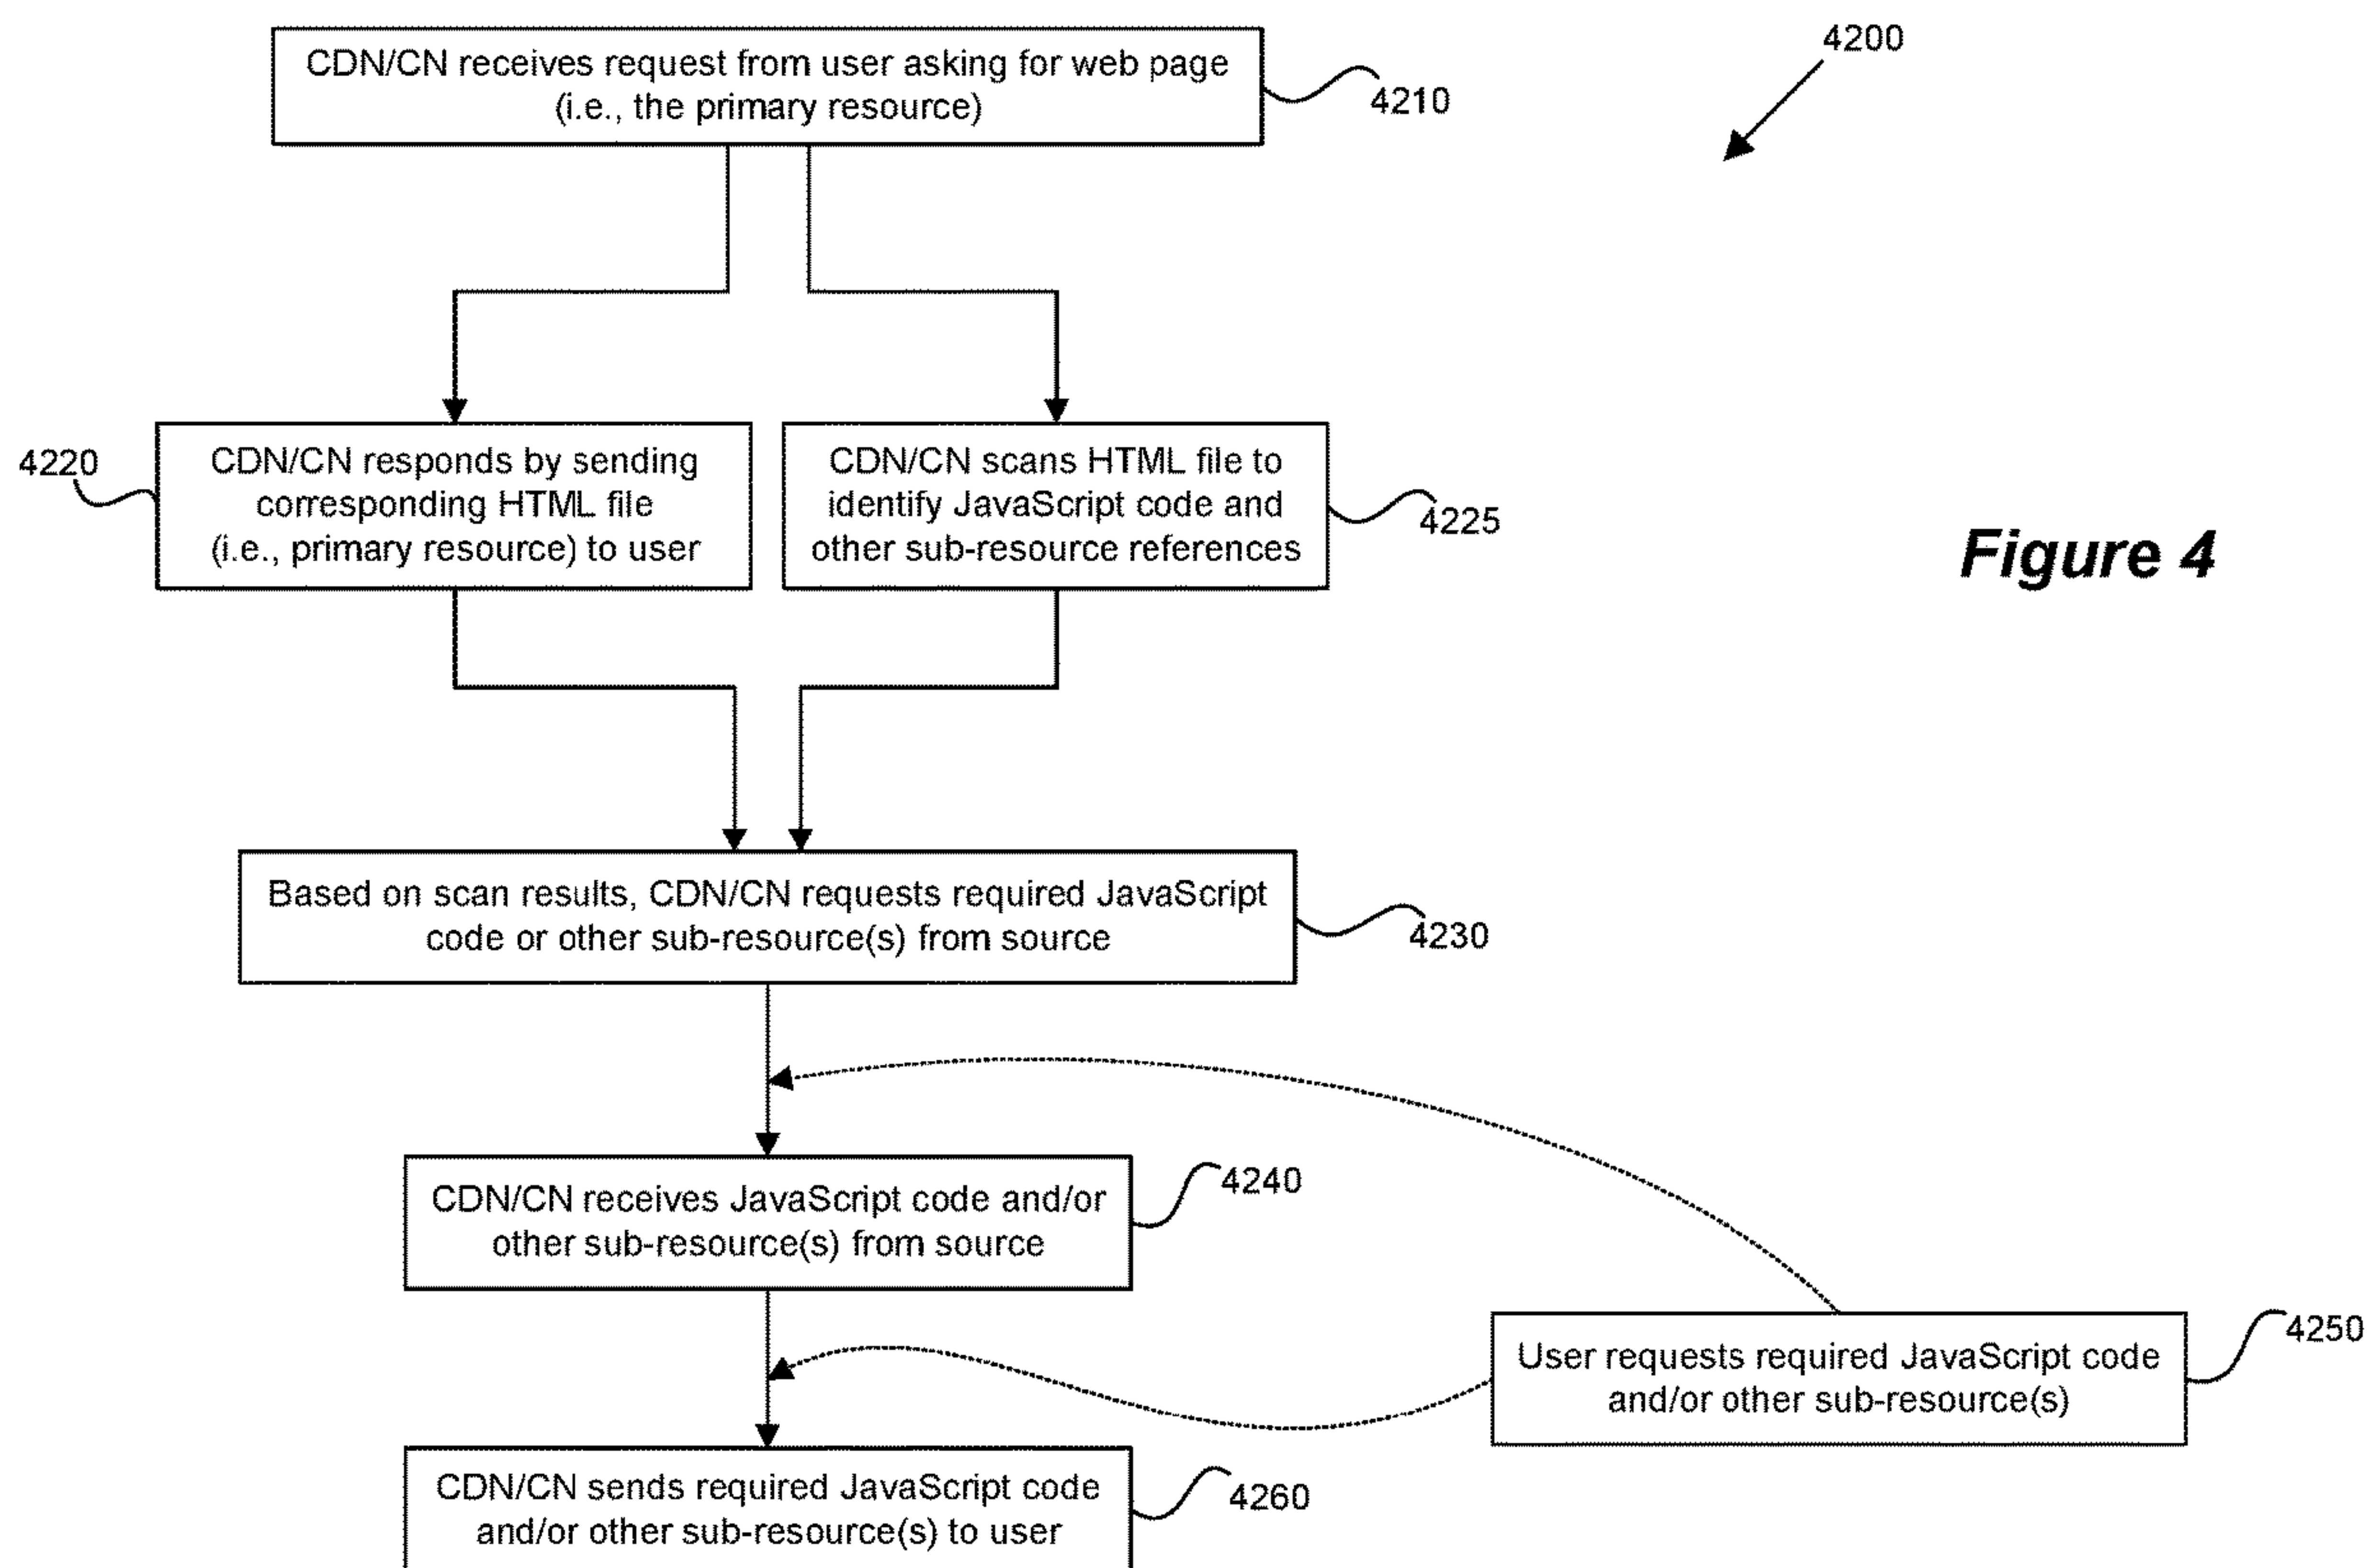 4200
CDN/CN receives request from user asking for web page
(i.e., the primary resource)
4210
4220
CDN/CN responds by sending
corresponding HTML file
(i.e., primary resource) to user
CDN/CN scans HTML file to
identify JavaScript code and
other sub-resource references
4225
Figure 4
Based on scan results, CDN/CN requests required JavaScript
code or other sub-resource(s) from source
4230
CDN/CN receives JavaScript code and/or
other sub-resource(s) from source
4240
User requests required JavaScript code
and/or other sub-resource(s)
4250
CDN/CN sends required JavaScript code
and/or other sub-resource(s) to user
4260